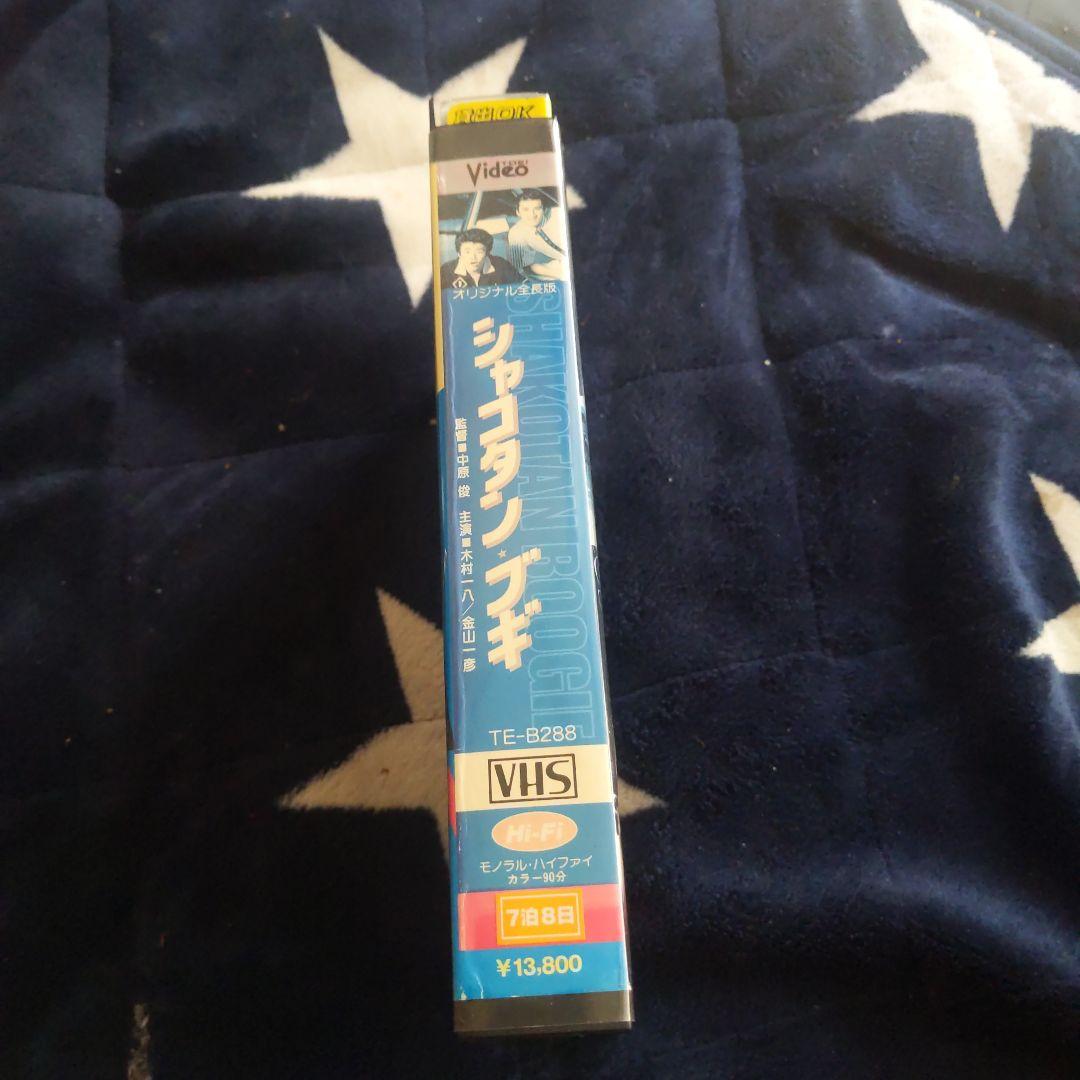 貸出OK
TOEI
Video
オリジナル全長版
SHAKOTAN BOOGIE
シャコタン★ブギ
監督■中原 俊 主演■木村一八／金山一彦
TE-B288
VHS
Hi-Fi
モノラル・ハイファイ
カラー90分
7泊8日
¥13,800